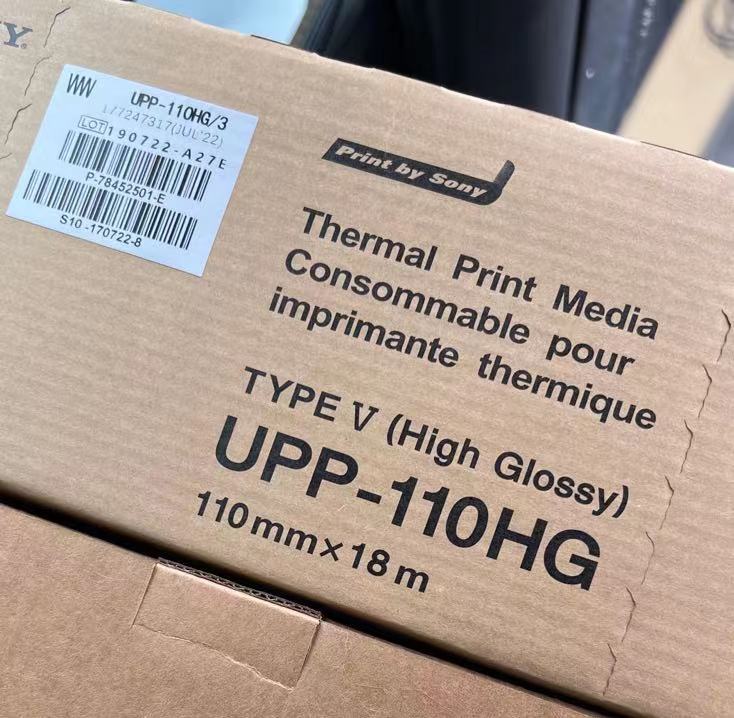 Y®
WW UPP-110HG/3
177247317(JUL'22)
LOT 190722-A27E
P-78452501-E
S10-170722-8
Print by Sony
Thermal Print Media
Consommable pour
imprimante thermique
TYPE V (High Glossy)
UPP-110HG
110mm×18m